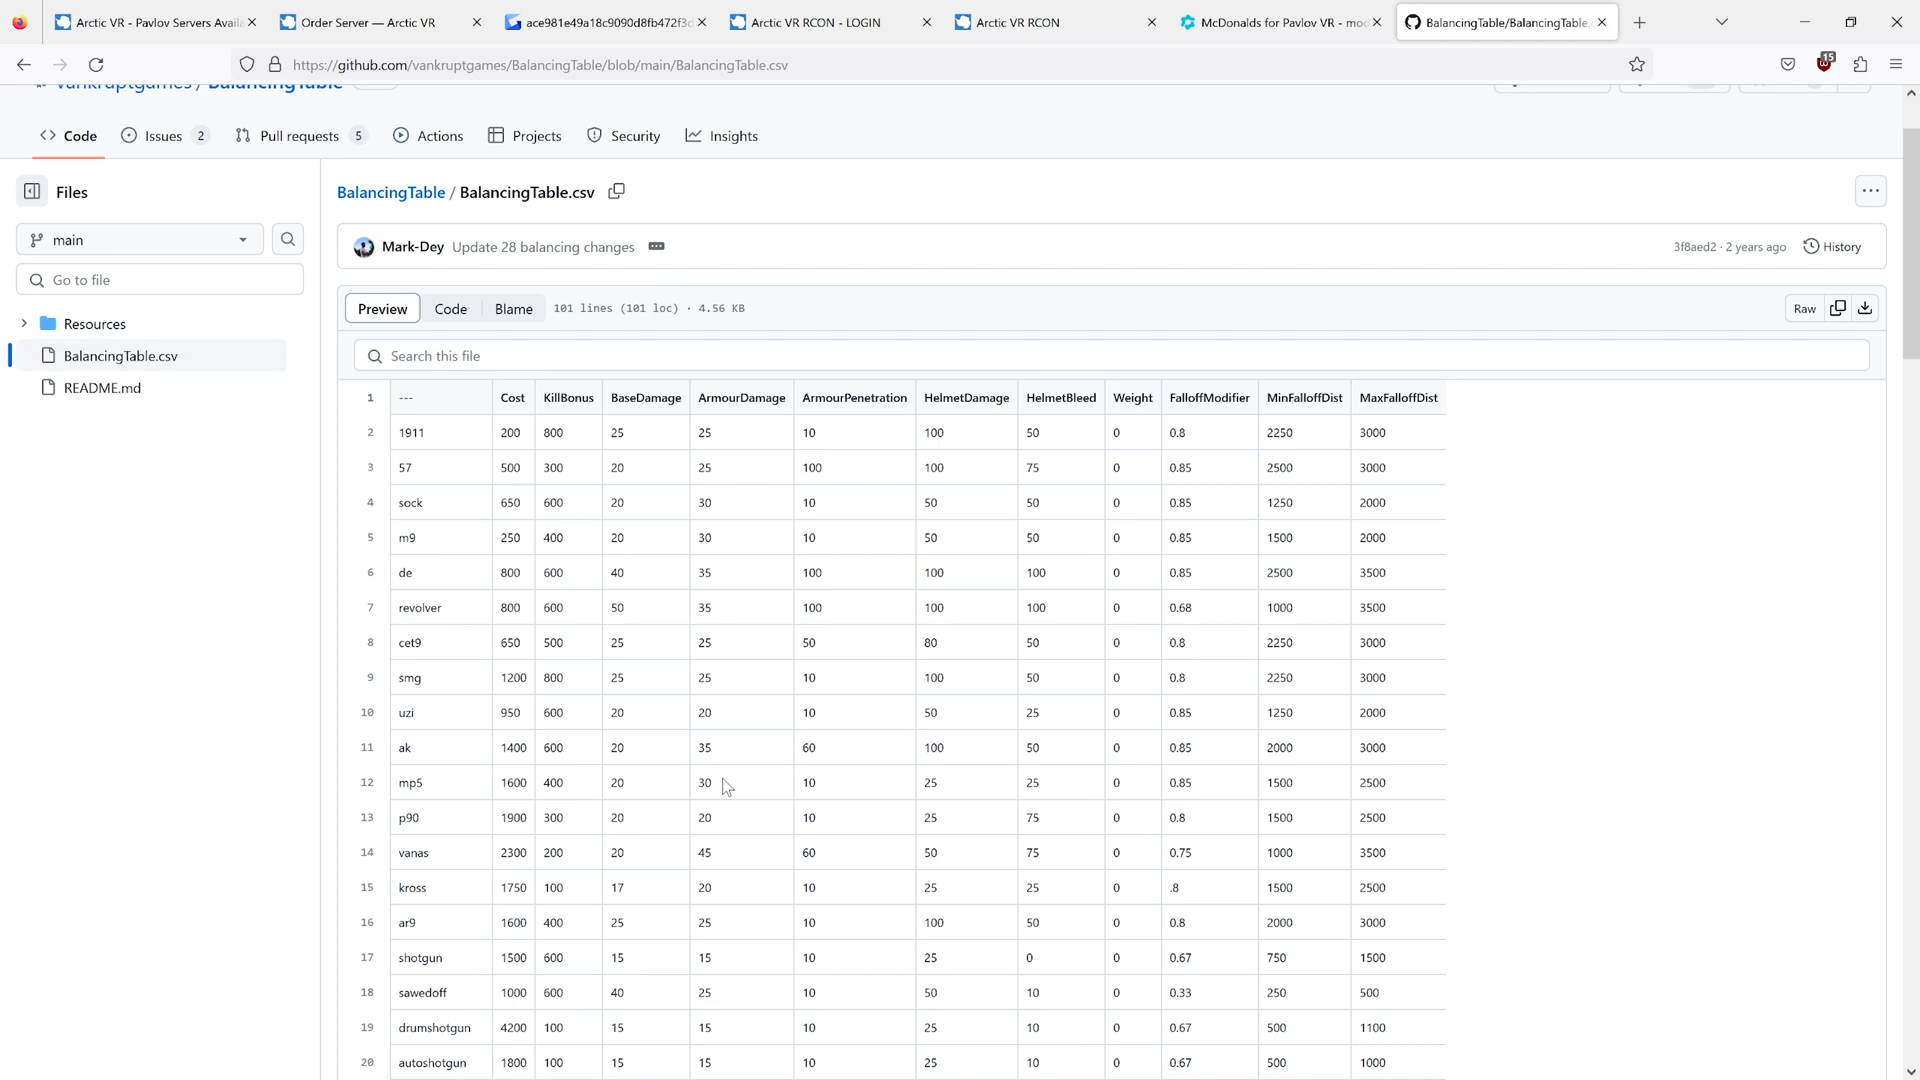 Arctic VR - Pavlov Servers Availa
Order Server — Arctic VR
ace981e49a18c9090d8fb472f3d
Arctic VR RCON - LOGIN
Arctic VR RCON
McDonalds for Pavlov VR - mod
BalancingTable/BalancingTable.c
https://github.com/vankruptgames/BalancingTable/blob/main/BalancingTable.csv
15
vankruptgames / BalancingTable
Code
Issues 2
Pull requests 5
Actions
Projects
Security
Insights
Files
main
Go to file
Resources
BalancingTable.csv
README.md
BalancingTable / BalancingTable.csv
Mark-Dey Update 28 balancing changes
3f8aed2 · 2 years ago
History
Preview Code Blame 101 lines (101 loc) · 4.56 KB
Raw
Search this file
1 --- Cost KillBonus BaseDamage ArmourDamage ArmourPenetration HelmetDamage HelmetBleed Weight FalloffModifier MinFalloffDist MaxFalloffDist
2 1911 200 800 25 25 10 100 50 0 0.8 2250 3000
3 57 500 300 20 25 100 100 75 0 0.85 2500 3000
4 sock 650 600 20 30 10 50 50 0 0.85 1250 2000
5 m9 250 400 20 30 10 50 50 0 0.85 1500 2000
6 de 800 600 40 35 100 100 100 0 0.85 2500 3500
7 revolver 800 600 50 35 100 100 100 0 0.68 1000 3500
8 cet9 650 500 25 25 50 80 50 0 0.8 2250 3000
9 smg 1200 800 25 25 10 100 50 0 0.8 2250 3000
10 uzi 950 600 20 20 10 50 25 0 0.85 1250 2000
11 ak 1400 600 20 35 60 100 50 0 0.85 2000 3000
12 mp5 1600 400 20 30 10 25 25 0 0.85 1500 2500
13 p90 1900 300 20 20 10 25 75 0 0.8 1500 2500
14 vanas 2300 200 20 45 60 50 75 0 0.75 1000 3500
15 kross 1750 100 17 20 10 25 25 0 .8 1500 2500
16 ar9 1600 400 25 25 10 100 50 0 0.8 2000 3000
17 shotgun 1500 600 15 15 10 25 0 0 0.67 750 1500
18 sawedoff 1000 600 40 25 10 50 10 0 0.33 250 500
19 drumshotgun 4200 100 15 15 10 25 10 0 0.67 500 1100
20 autoshotgun 1800 100 15 15 10 25 10 0 0.67 500 1000